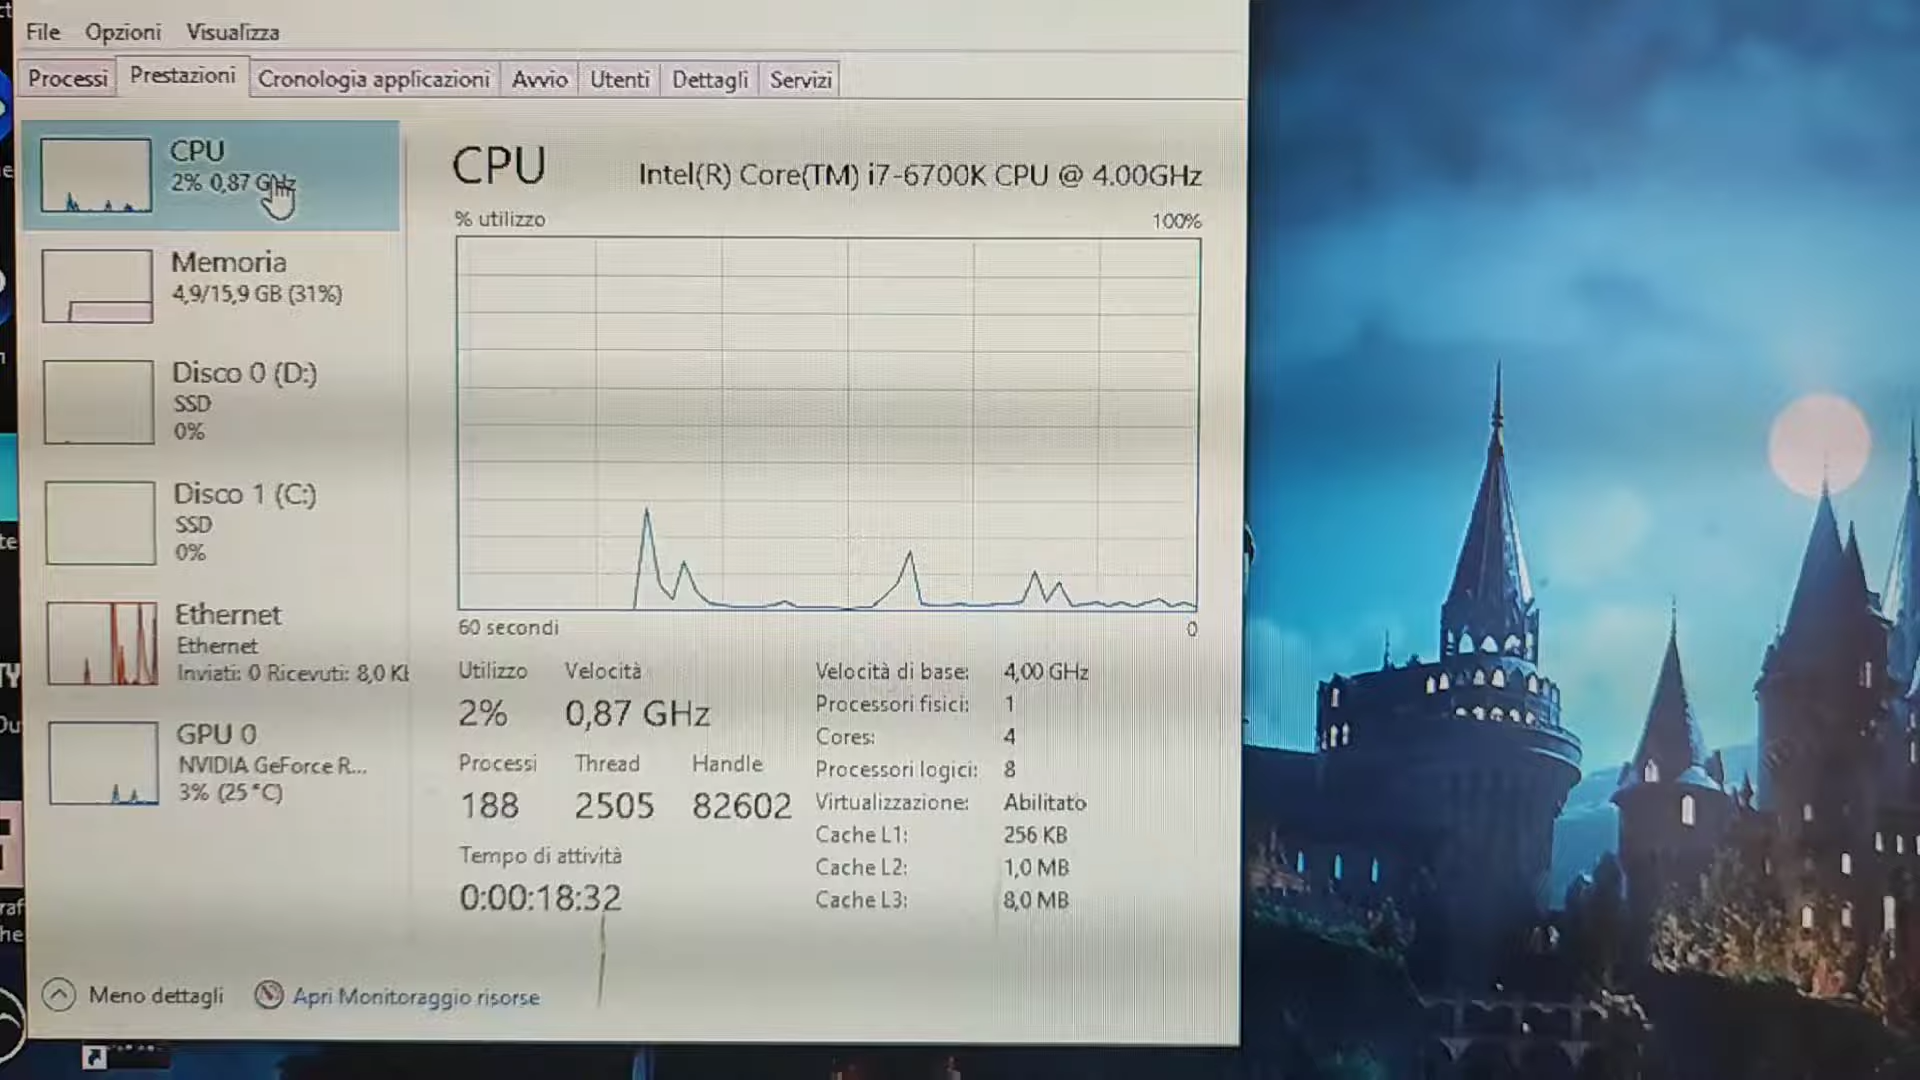 File Opzioni Visualizza
Processi Prestazioni Cronologia applicazioni Avvio Utenti Dettagli Servizi
CPU
2% 0,87 GHz
Memoria
4,9/15,9 GB (31%)
Disco 0 (D:)
SSD
0%
Disco 1 (C:)
SSD
0%
Ethernet
Ethernet
Inviati: 0 Ricevuti: 8,0 Kb
GPU 0
NVIDIA GeForce R...
3% (25 °C)
CPU Intel(R) Core(TM) i7-6700K CPU @ 4.00GHz
% utilizzo 100%
60 secondi 0
Utilizzo Velocità
2% 0,87 GHz
Processi Thread Handle
188 2505 82602
Tempo di attività
0:00:18:32
Velocità di base: 4,00 GHz
Processori fisici: 1
Cores: 4
Processori logici: 8
Virtualizzazione: Abilitato
Cache L1: 256 KB
Cache L2: 1,0 MB
Cache L3: 8,0 MB
Meno dettagli Apri Monitoraggio risorse